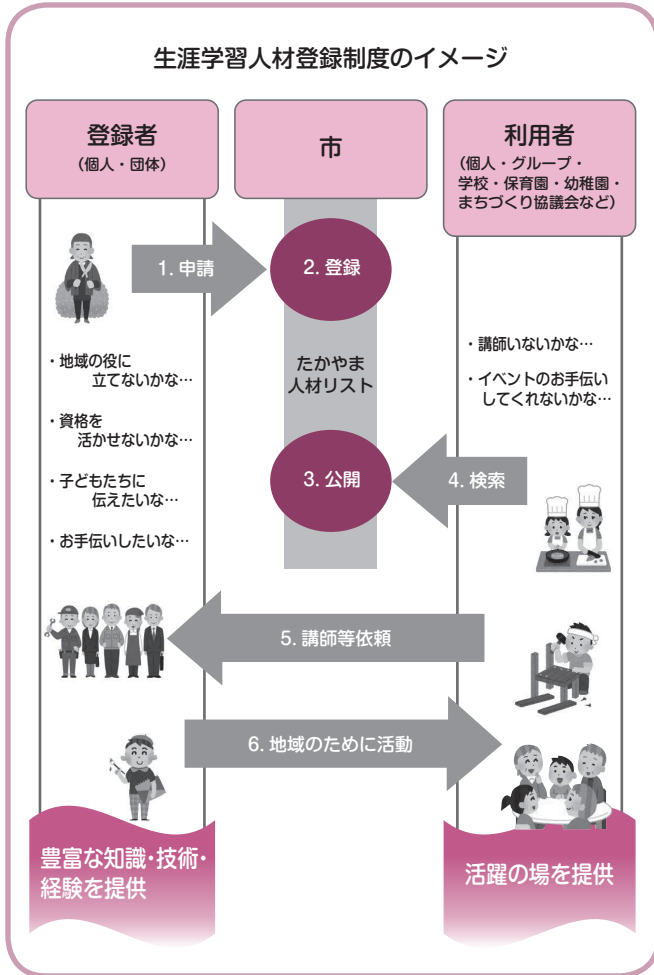 生涯学習人材登録制度のイメージ
登録者
（個人・団体）
市
利用者
（個人・グループ・
学校・保育園・幼稚園・
まちづくり協議会など）
1. 申請
2. 登録
・地域の役に
立てないかな…
・資格を
活かせないかな…
・子どもたちに
伝えたいな…
・お手伝いしたいな…
たかやま
人材リスト
・講師いないかな…
・イベントのお手伝い
してくれないかな…
3. 公開
4. 検索
5. 講師等依頼
6. 地域のために活動
豊富な知識・技術・
経験を提供
活躍の場を提供